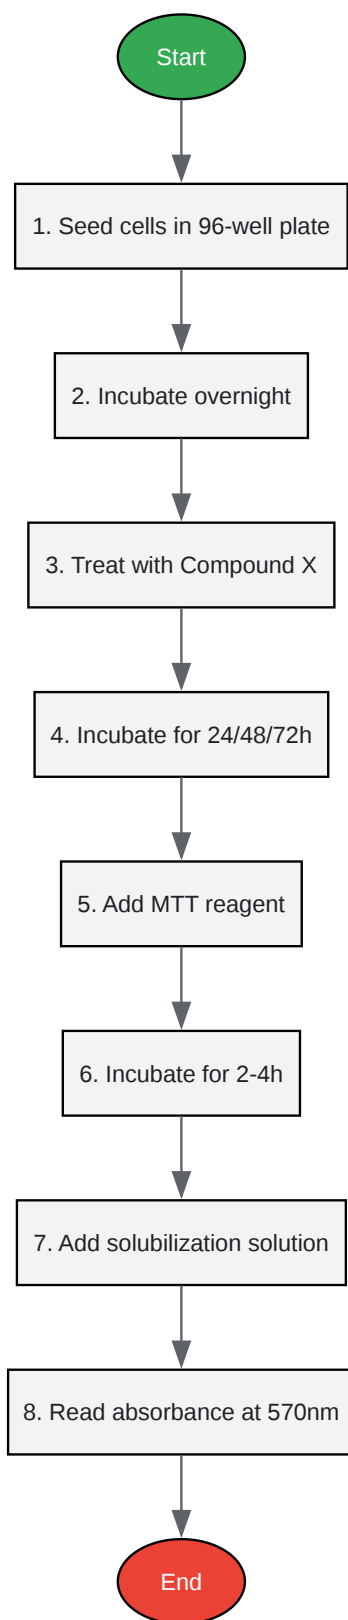 Start
1. Seed cells in 96-well plate
2. Incubate overnight
3. Treat with Compound X
4. Incubate for 24/48/72h
5. Add MTT reagent
6. Incubate for 2-4h
7. Add solubilization solution
8. Read absorbance at 570nm
End